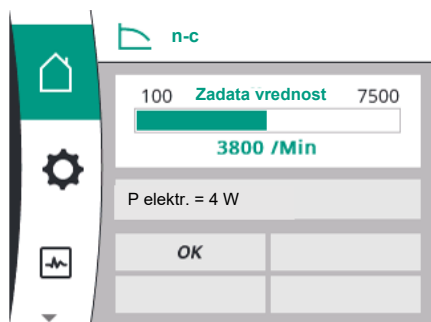 n-c
100 Zadata vrednost 7500
3800 /Min
P elektr. = 4 W
OK